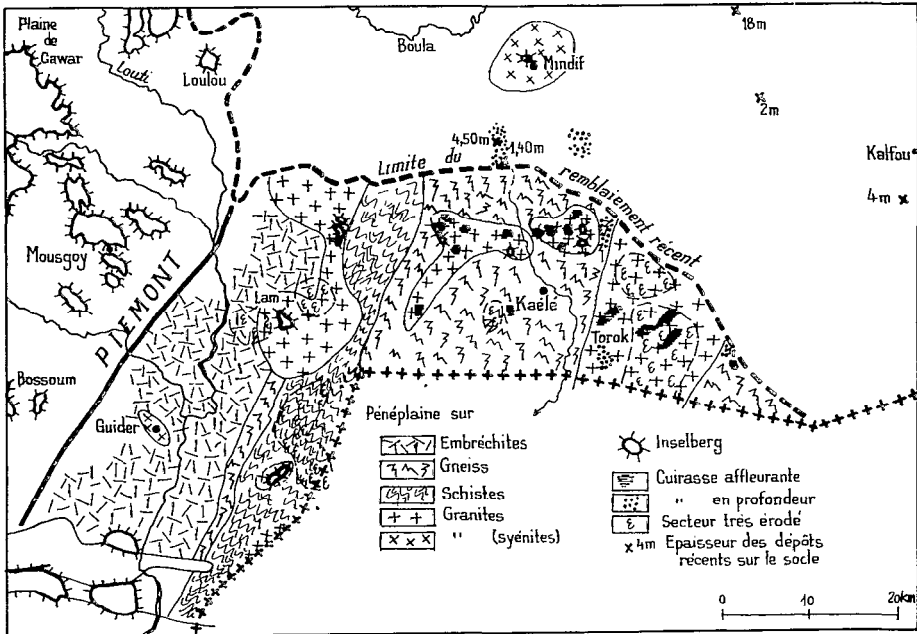 Plaine
de
Gawar
Louti
Loulou
Boula
Mindif
18m
2m
Kalfou
4m
4,50m
1,40m
Limite du remblaiement récent
Mousgoy
PIEMONT
Lam
Kaélé
Torok
Bossoum
Guider
Pénéplaine sur
Embréchites
Gneiss
Schistes
Granites
" (syénites)
Inselberg
Cuirasse affleurante
" en profondeur
Secteur très érodé
4m Epaisseur des dépôts
récents sur le socle
0 10 20km